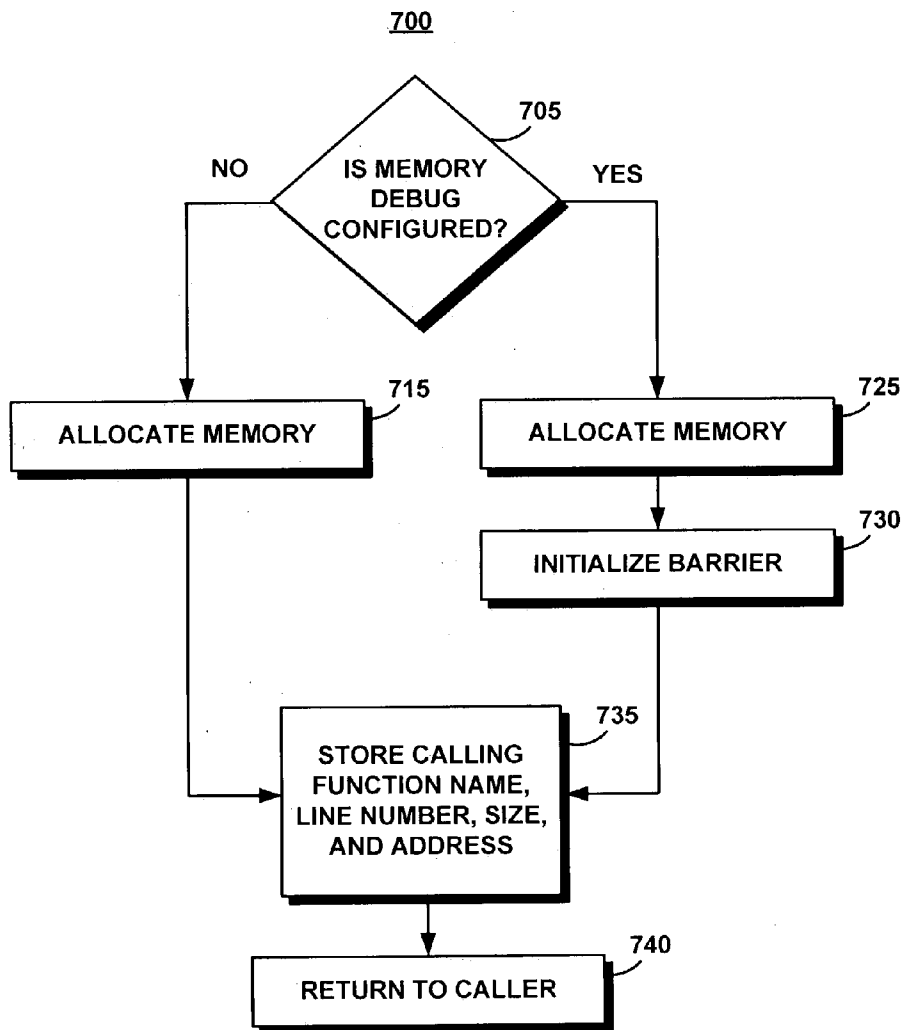 700
705
IS MEMORY
DEBUG
CONFIGURED?
NO
YES
715
ALLOCATE MEMORY
725
ALLOCATE MEMORY
730
INITIALIZE BARRIER
735
STORE CALLING
FUNCTION NAME,
LINE NUMBER, SIZE,
AND ADDRESS
740
RETURN TO CALLER